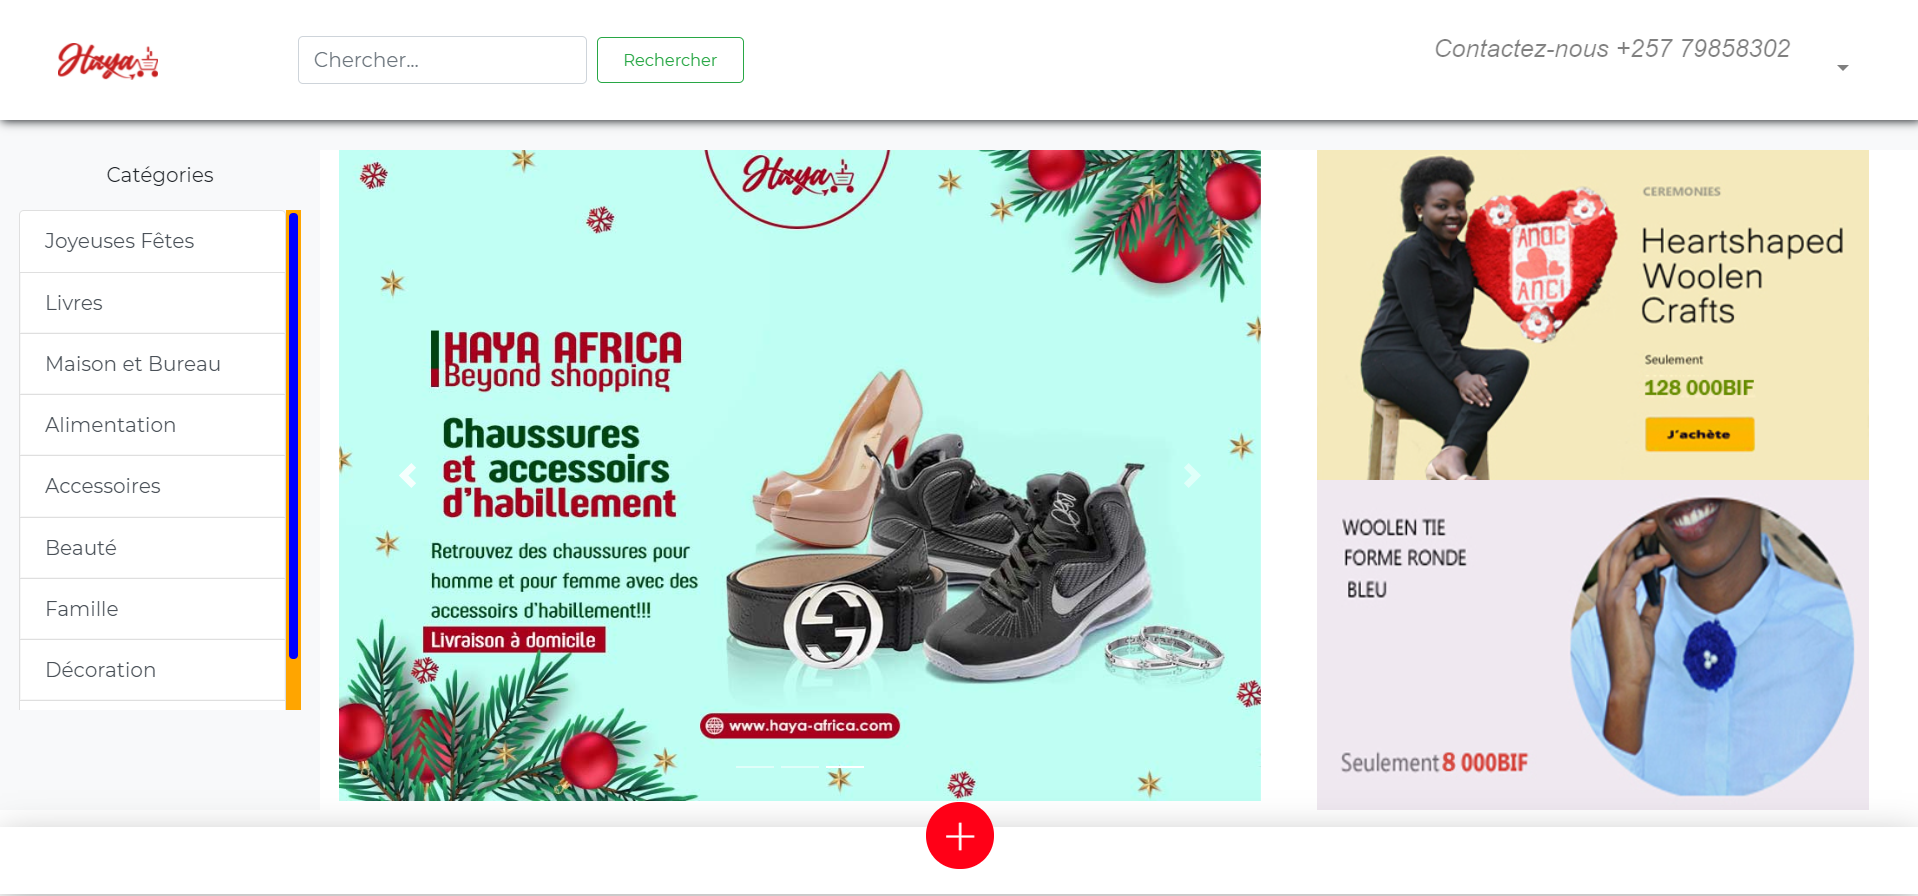 Haya
Chercher...
Rechercher
Contactez-nous +257 79858302
Catégories
Joyeuses Fêtes
Livres
Maison et Bureau
Alimentation
Accessoires
Beauté
Famille
Décoration
Haya
HAYA AFRICA
Beyond shopping
Chaussures
et accessoirs
d'habillement
Retrouvez des chaussures pour
homme et pour femme avec des
accessoirs d'habillement!!!
Livraison à domicile
www.haya-africa.com
CEREMONIES
Heartshaped
Woolen
Crafts
Seulement
128 000BIF
J'achète
ANAC
ANCI
WOOLEN TIE
FORME RONDE
BLEU
Seulement 8 000BIF